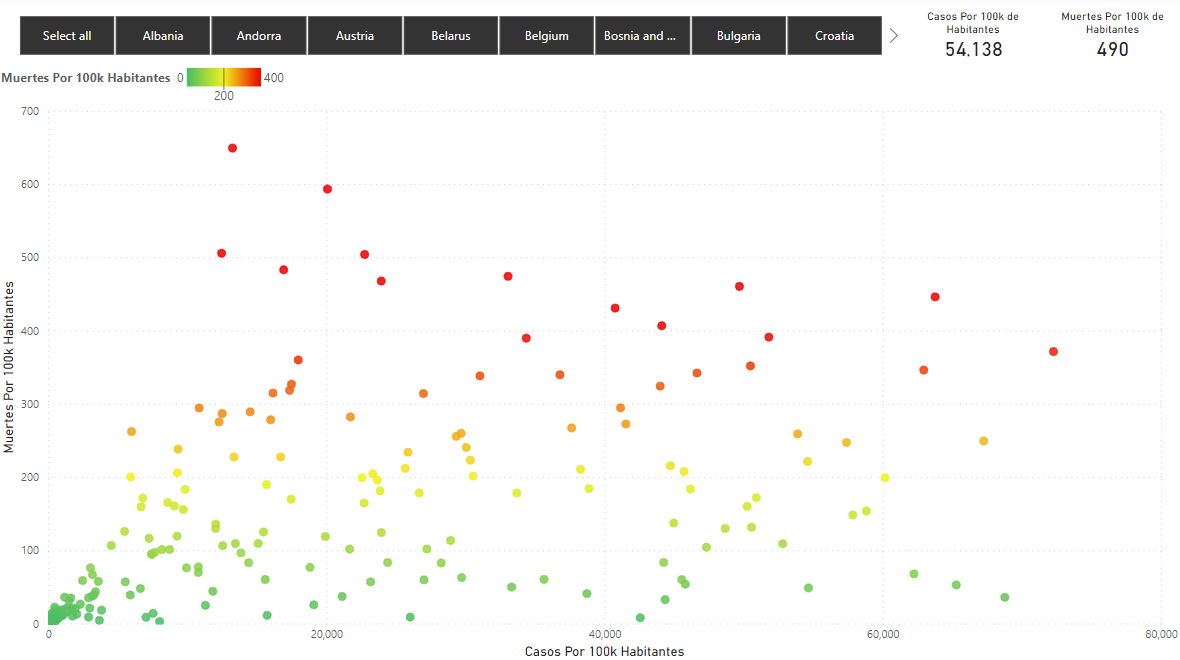 Select all
Albania
Andorra
Austria
Belarus
Belgium
Bosnia and ...
Bulgaria
Croatia
Casos Por 100k de
Habitantes
54,138
Muertes Por 100k de
Habitantes
490
Muertes Por 100k Habitantes 0 400
200
700
600
500
400
300
200
100
0
Muertes Por 100k Habitantes
0 20,000 40,000 60,000 80,000
Casos Por 100k Habitantes